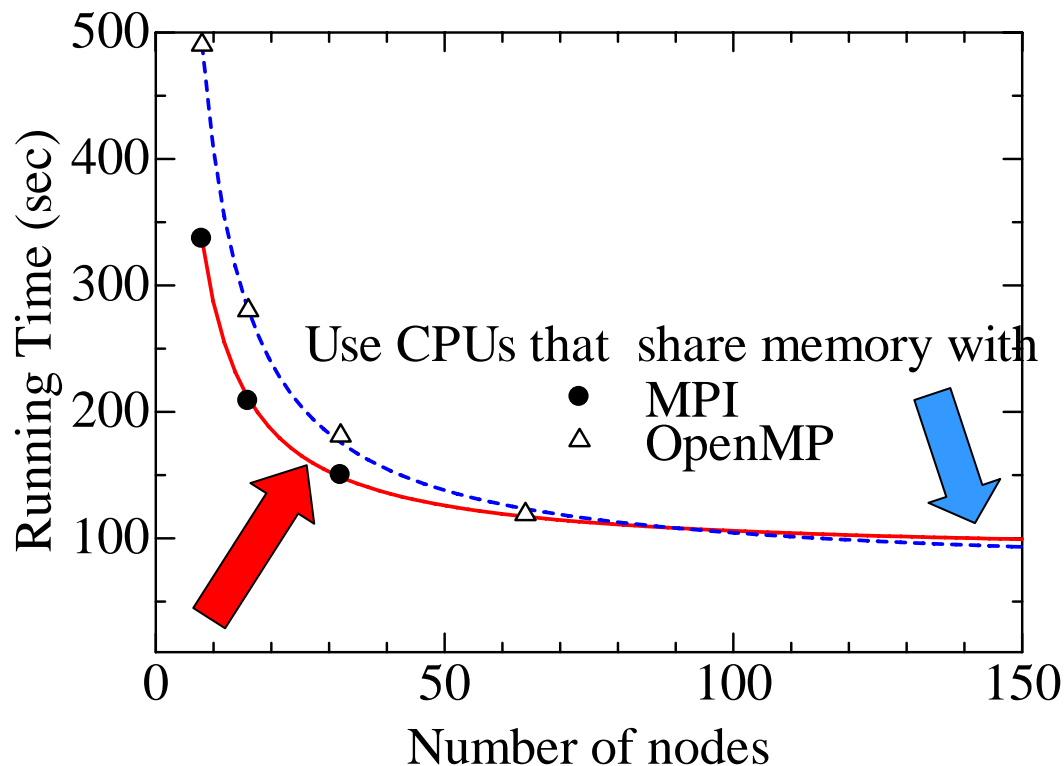 500
400
300
200
100
Running Time (sec)
Use CPUs that share memory with
MPI
OpenMP
0 50 100 150
Number of nodes